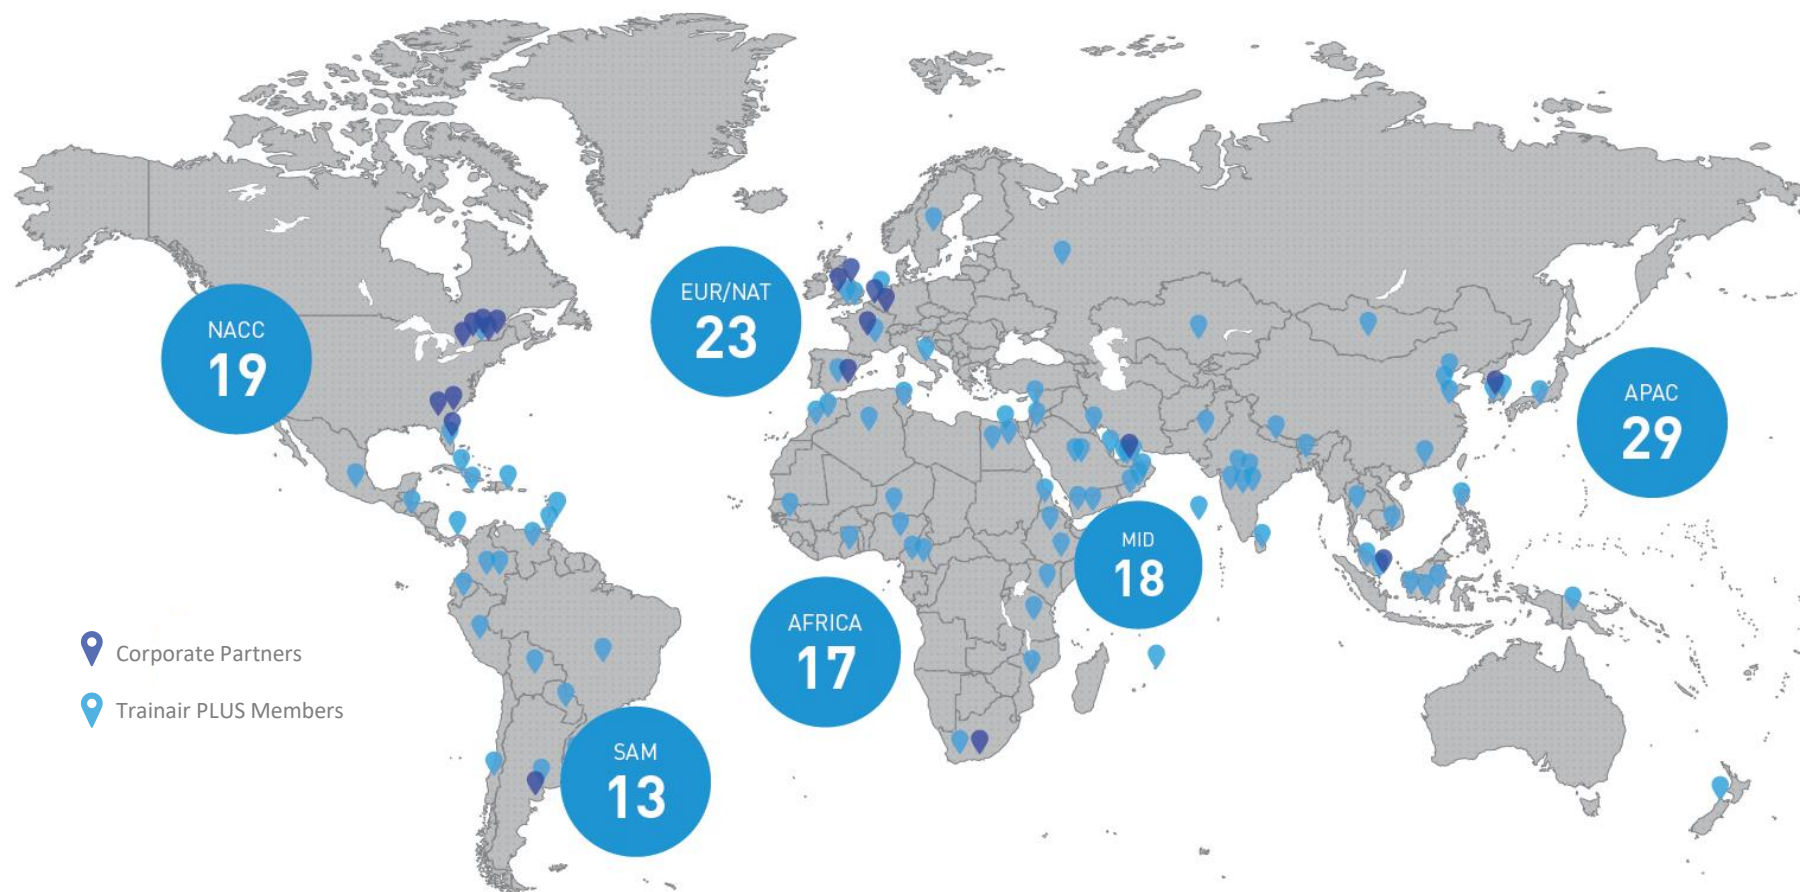 NACC
19
EUR/NAT
23
APAC
29
MID
18
AFRICA
17
SAM
13
Corporate Partners
Trainair PLUS Members